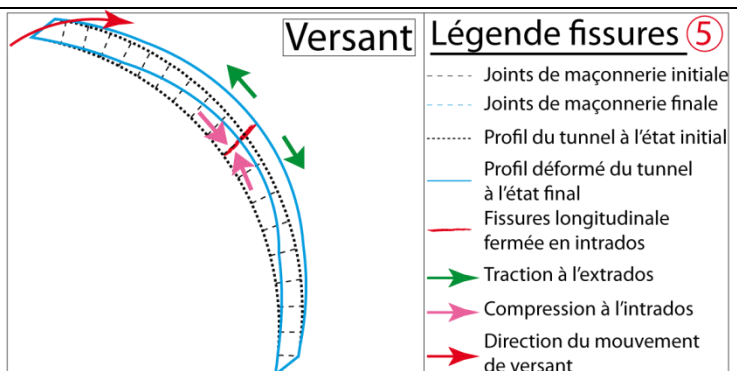 Versant
Légende fissures 5
Joints de maçonnerie initiale
Joints de maçonnerie finale
Profil du tunnel à l'état initial
Profil déformé du tunnel
à l'état final
Fissures longitudinale
fermée en intrados
Traction à l'extrados
Compression à l'intrados
Direction du mouvement
de versant